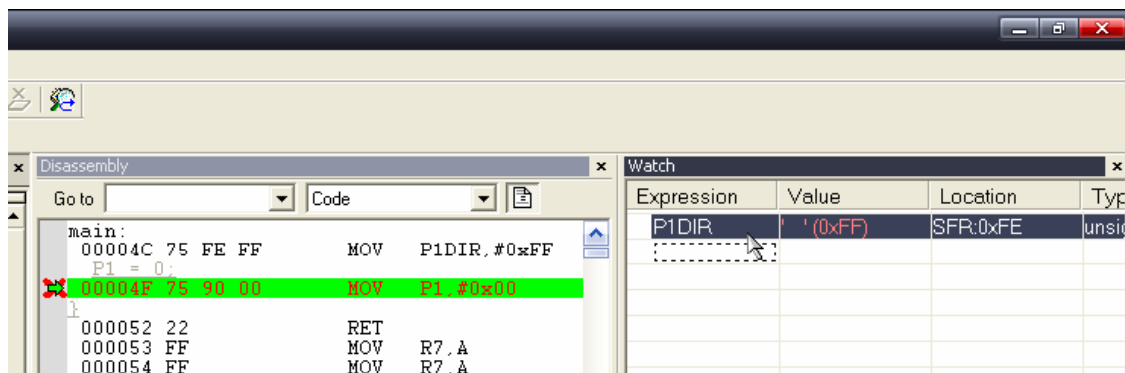 Disassembly
Go to
Code
main:
00004C 75 FE FF MOV P1DIR,#0xFF
P1 = 0;
00004F 75 90 00 MOV P1,#0x00
}
000052 22 RET
000053 FF MOV R7,A
000054 FF MOV R7,A
Watch
Expression Value Location Typ
P1DIR ' ' (0xFF) SFR:0xFE unsig